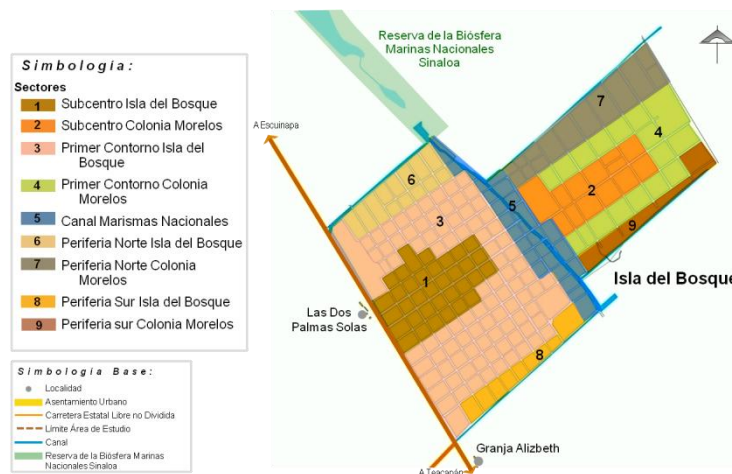 Simbología:
Sectores
1 Subcentro Isla del Bosque
2 Subcentro Colonia Morelos
3 Primer Contorno Isla del
Bosque
4 Primer Contorno Colonia
Morelos
5 Canal Marismas Nacionales
6 Periferia Norte Isla del Bosque
7 Periferia Norte Colonia
Morelos
8 Periferia Sur Isla del Bosque
9 Periferia sur Colonia Morelos
Simbología Base:
Localidad
Asentamiento Urbano
Carretera Estatal Libre no Dividida
Límite Área de Estudio
Canal
Reserva de la Biósfera Marinas
Nacionales Sinaloa
Reserva de la Biósfera
Marinas Nacionales
Sinaloa
A Escuinapa
7
4
6
2
5
3
9
1
Isla del Bosque
Las Dos
Palmas Solas
8
Granja Alizbeth
A Teacapán